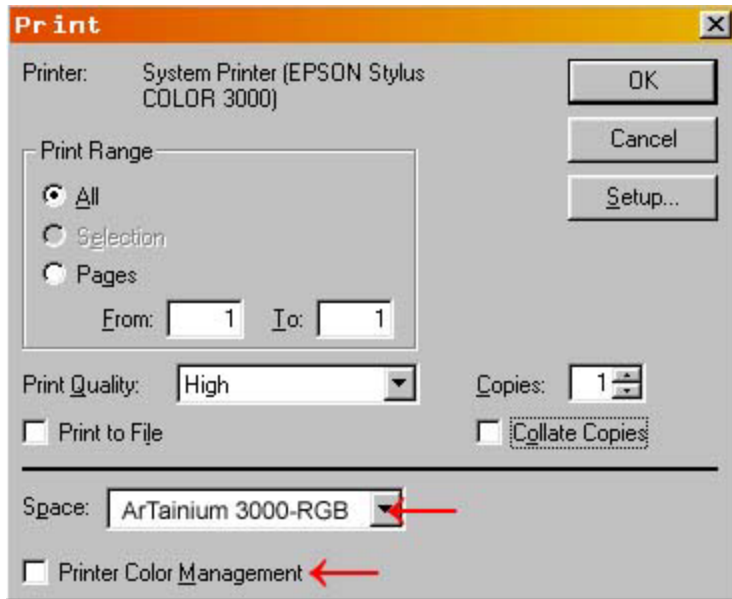 Print
Printer: System Printer (EPSON Stylus
COLOR 3000)
OK
Cancel
Setup...
Print Range
All
Selection
Pages
From: 1 To: 1
Print Quality: High
Copies: 1
Print to File
Collate Copies
Space: ArTainium 3000-RGB
Printer Color Management